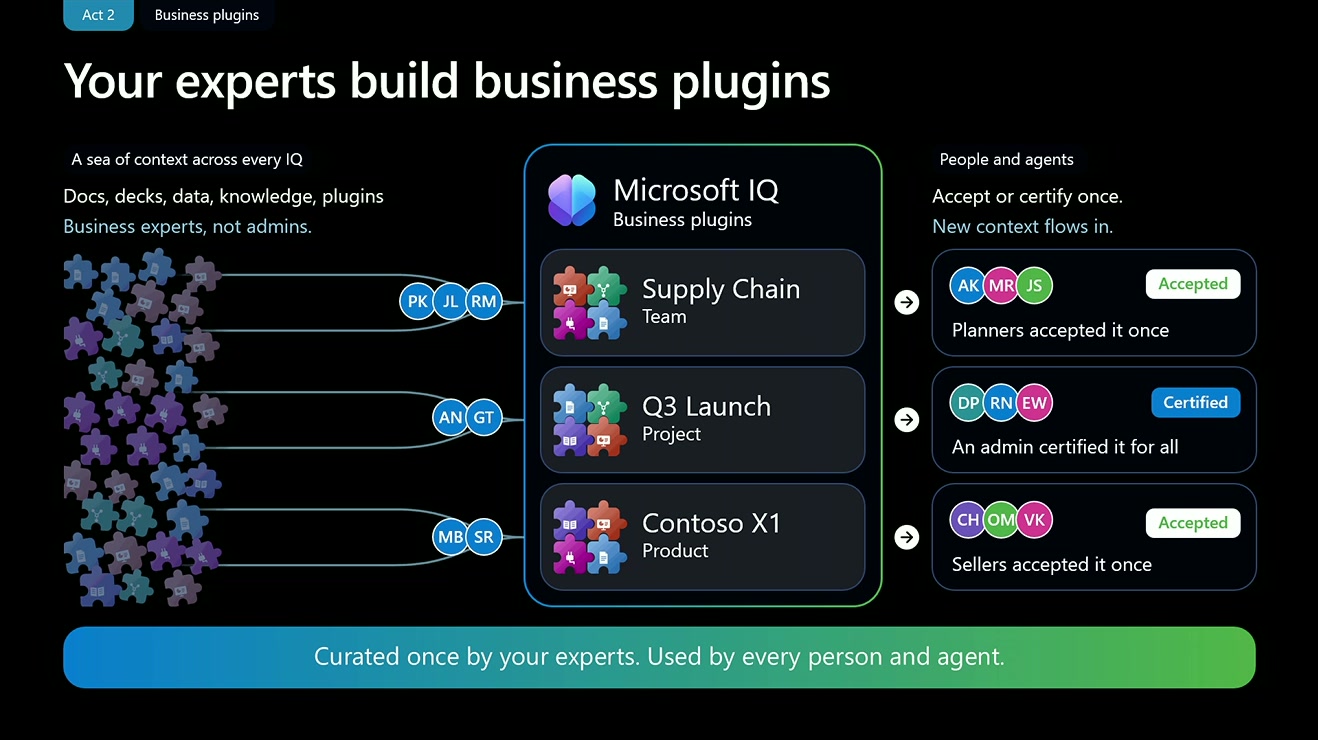 Act 2
Business plugins
Your experts build business plugins
A sea of context across every IQ
Docs, decks, data, knowledge, plugins
Business experts, not admins.
PK JL RM
AN GT
MB SR
Microsoft IQ
Business plugins
Supply Chain
Team
Q3 Launch
Project
Contoso X1
Product
People and agents
Accept or certify once.
New context flows in.
AK MR JS
Accepted
Planners accepted it once
DP RN EW
Certified
An admin certified it for all
CH OM VK
Accepted
Sellers accepted it once
Curated once by your experts. Used by every person and agent.